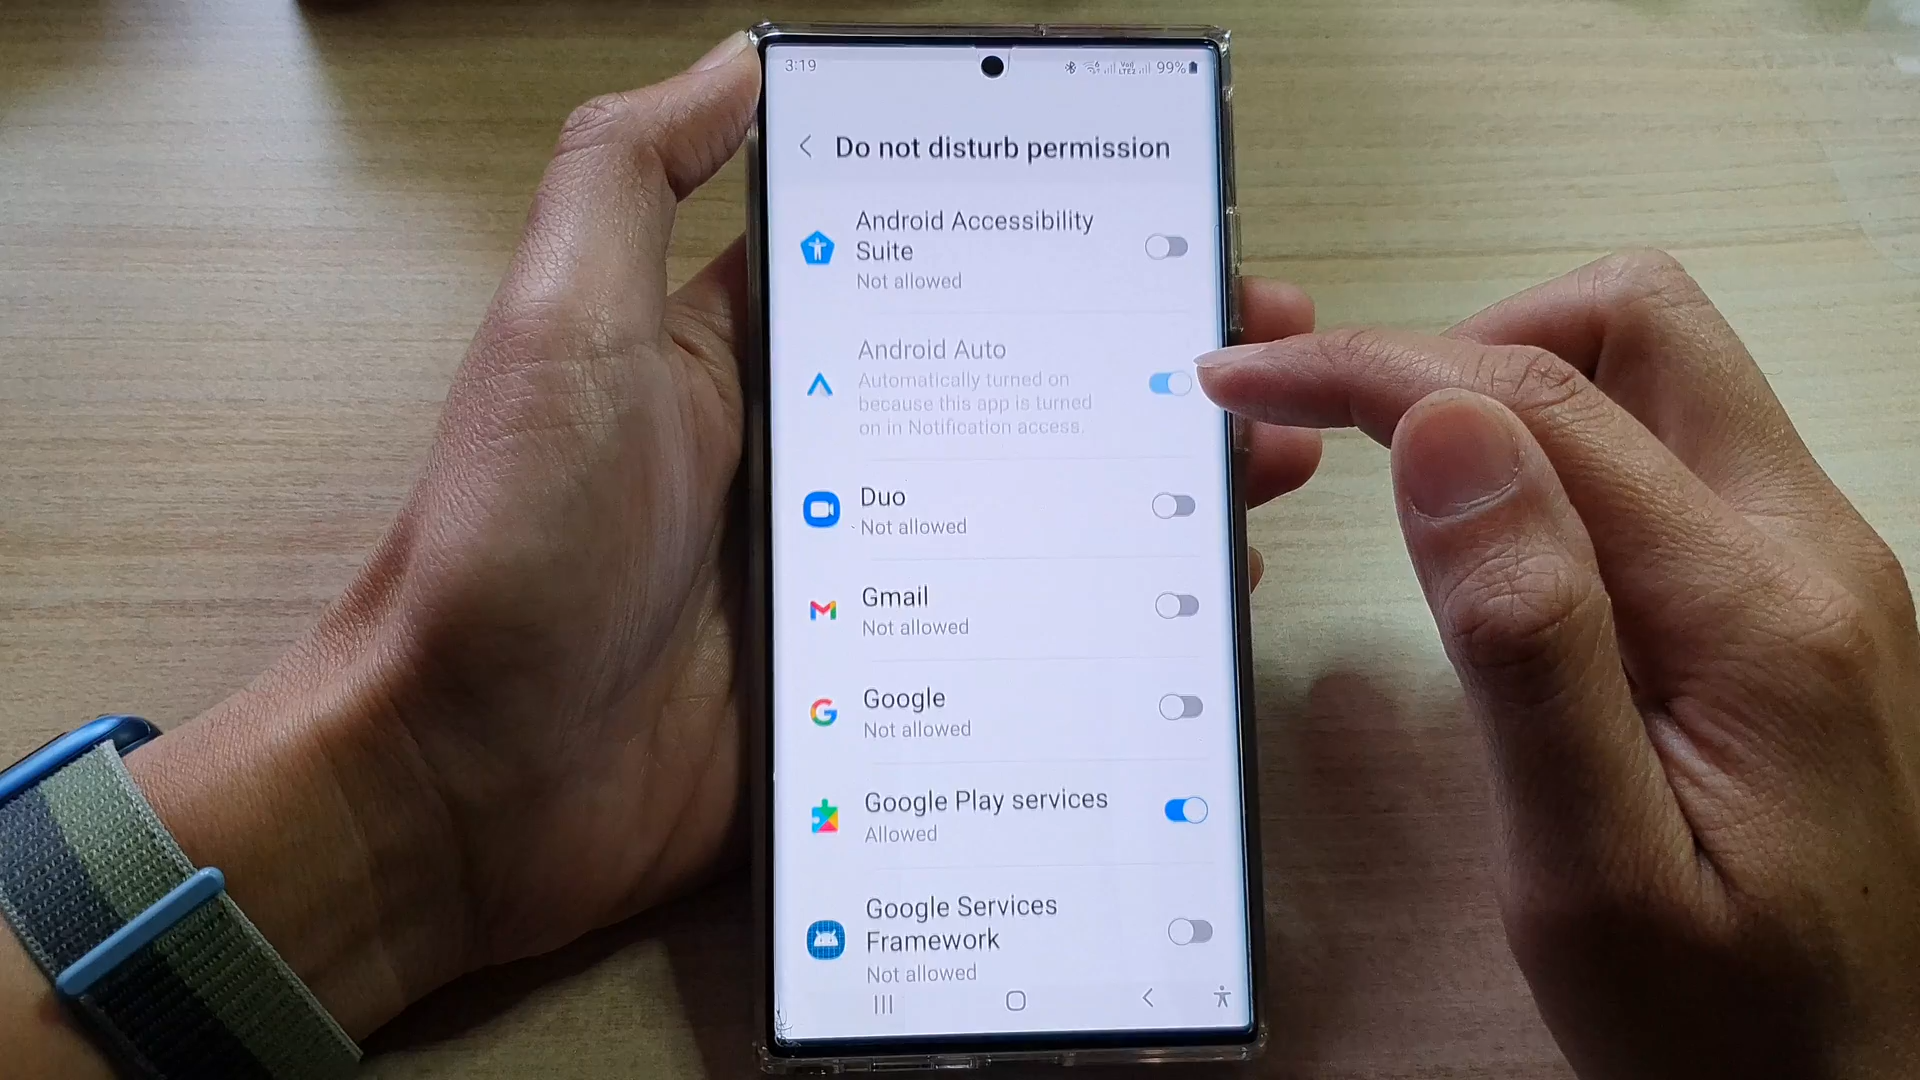 3:19
99%
Do not disturb permission
Android Accessibility
Suite
Not allowed
Android Auto
Automatically turned on
because this app is turned
on in Notification access.
Duo
Not allowed
Gmail
Not allowed
Google
Not allowed
Google Play services
Allowed
Google Services
Framework
Not allowed